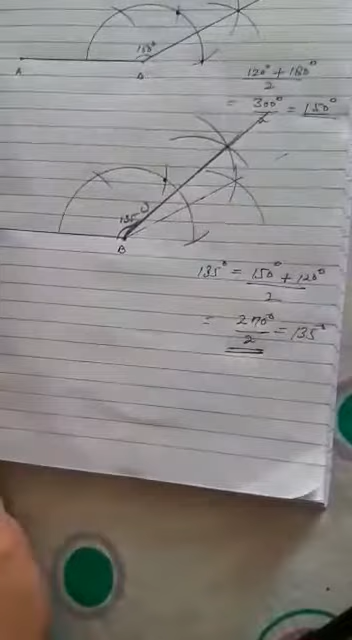 150°
A
B
120° + 180°
2
= 300°
2 = 150°
135°
B
135° = 150° + 120°
2
= 270°
2 = 135°